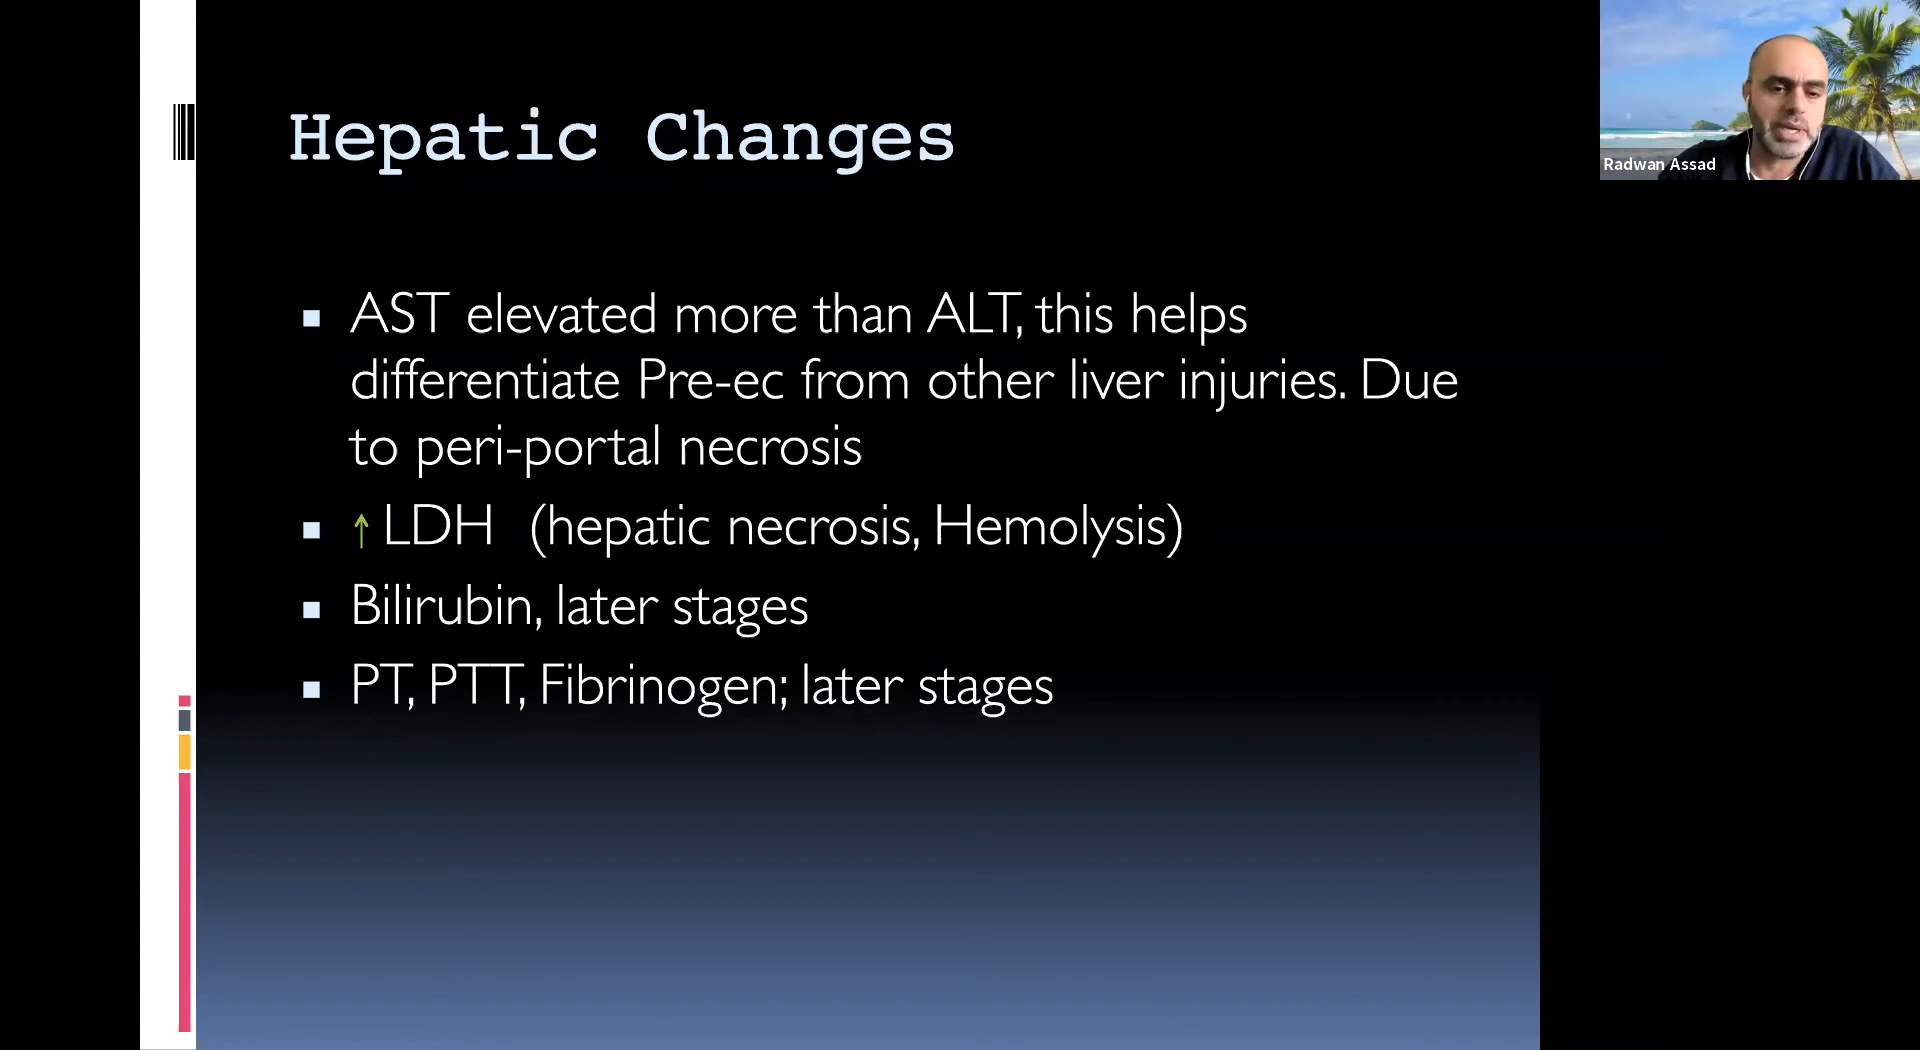 Hepatic Changes
Radwan Assad
▪ AST elevated more than ALT, this helps
differentiate Pre-ec from other liver injuries. Due
to peri-portal necrosis
▪ ↑ LDH (hepatic necrosis, Hemolysis)
▪ Bilirubin, later stages
▪ PT, PTT, Fibrinogen; later stages